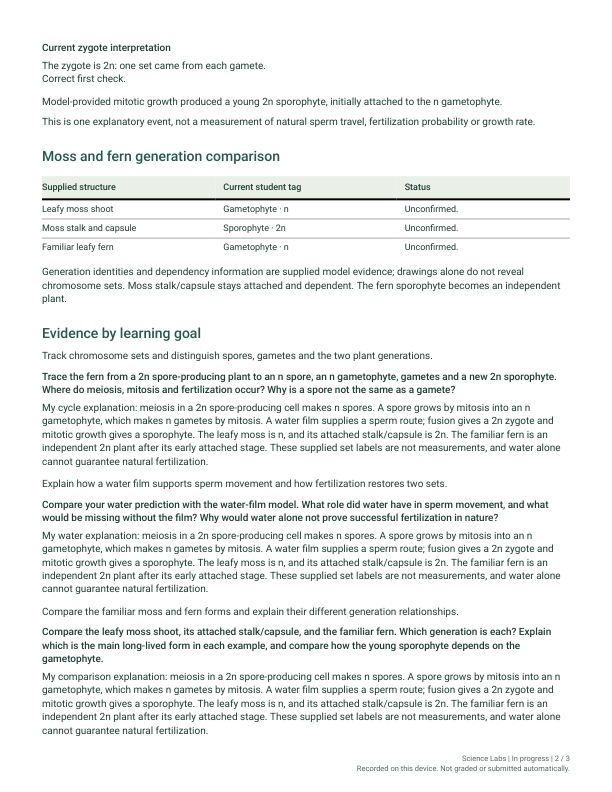 Current zygote interpretation
The zygote is 2n: one set came from each gamete.
Correct first check.
Model-provided mitotic growth produced a young 2n sporophyte, initially attached to the n gametophyte.
This is one explanatory event, not a measurement of natural sperm travel, fertilization probability or growth rate.
Moss and fern generation comparison
Supplied structure Current student tag Status
Leafy moss shoot Gametophyte · n Unconfirmed.
Moss stalk and capsule Sporophyte · 2n Unconfirmed.
Familiar leafy fern Gametophyte · n Unconfirmed.
Generation identities and dependency information are supplied model evidence; drawings alone do not reveal
chromosome sets. Moss stalk/capsule stays attached and dependent. The fern sporophyte becomes an independent
plant.
Evidence by learning goal
Track chromosome sets and distinguish spores, gametes and the two plant generations.
Trace the fern from a 2n spore-producing plant to an n spore, an n gametophyte, gametes and a new 2n sporophyte.
Where do meiosis, mitosis and fertilization occur? Why is a spore not the same as a gamete?
My cycle explanation: meiosis in a 2n spore-producing cell makes n spores. A spore grows by mitosis into an n
gametophyte, which makes n gametes by mitosis. A water film supplies a sperm route; fusion gives a 2n zygote and
mitotic growth gives a sporophyte. The leafy moss is n, and its attached stalk/capsule is 2n. The familiar fern is an
independent 2n plant after its early attached stage. These supplied set labels are not measurements, and water alone
cannot guarantee natural fertilization.
Explain how a water film supports sperm movement and how fertilization restores two sets.
Compare your water prediction with the water-film model. What role did water have in sperm movement, and what
would be missing without the film? Why would water alone not prove successful fertilization in nature?
My water explanation: meiosis in a 2n spore-producing cell makes n spores. A spore grows by mitosis into an n
gametophyte, which makes n gametes by mitosis. A water film supplies a sperm route; fusion gives a 2n zygote and
mitotic growth gives a sporophyte. The leafy moss is n, and its attached stalk/capsule is 2n. The familiar fern is an
independent 2n plant after its early attached stage. These supplied set labels are not measurements, and water alone
cannot guarantee natural fertilization.
Compare the familiar moss and fern forms and explain their different generation relationships.
Compare the leafy moss shoot, its attached stalk/capsule, and the familiar fern. Which generation is each? Explain
which is the main long-lived form in each example, and compare how the young sporophyte depends on the
gametophyte.
My comparison explanation: meiosis in a 2n spore-producing cell makes n spores. A spore grows by mitosis into an n
gametophyte, which makes n gametes by mitosis. A water film supplies a sperm route; fusion gives a 2n zygote and
mitotic growth gives a sporophyte. The leafy moss is n, and its attached stalk/capsule is 2n. The familiar fern is an
independent 2n plant after its early attached stage. These supplied set labels are not measurements, and water alone
cannot guarantee natural fertilization.
Science Labs | In progress | 2 / 3
Recorded on this device. Not graded or submitted automatically.